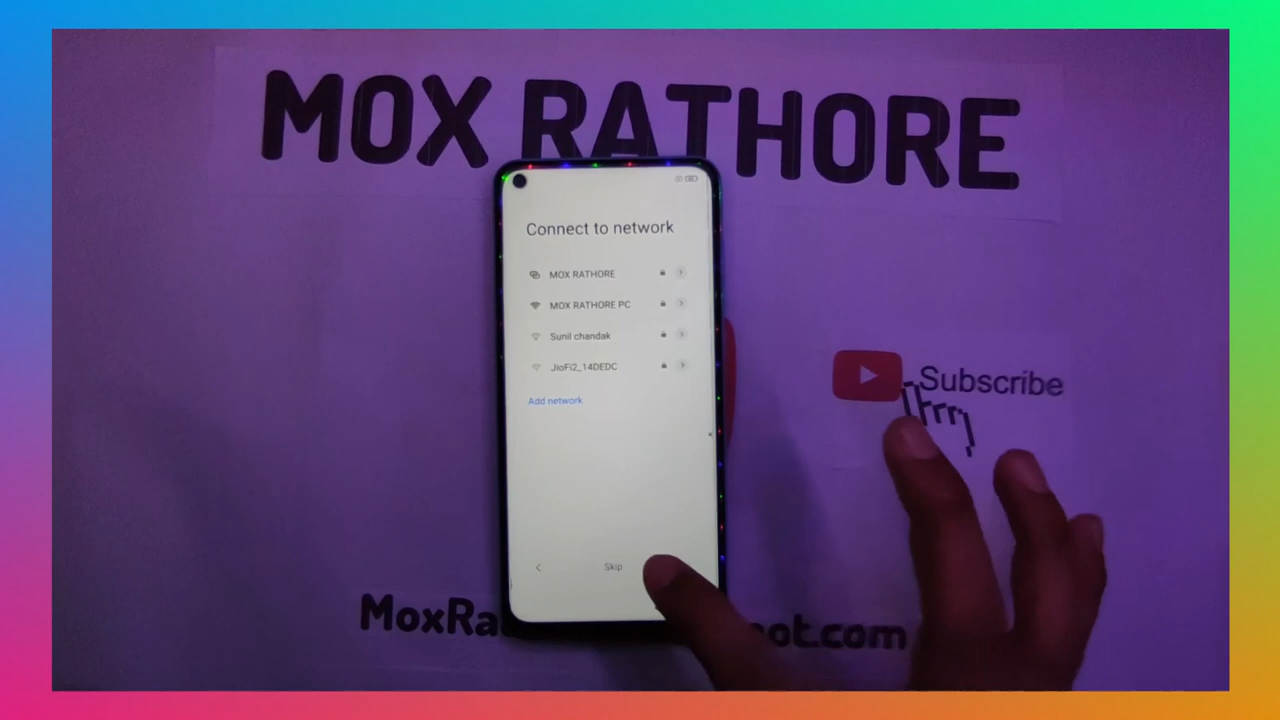 MOX RATHORE
Connect to network
MOX RATHORE
MOX RATHORE PC
Sunil chandak
JioFi2_14DEDC
Add network
Subscribe
Skip
MoxRa
ot.com